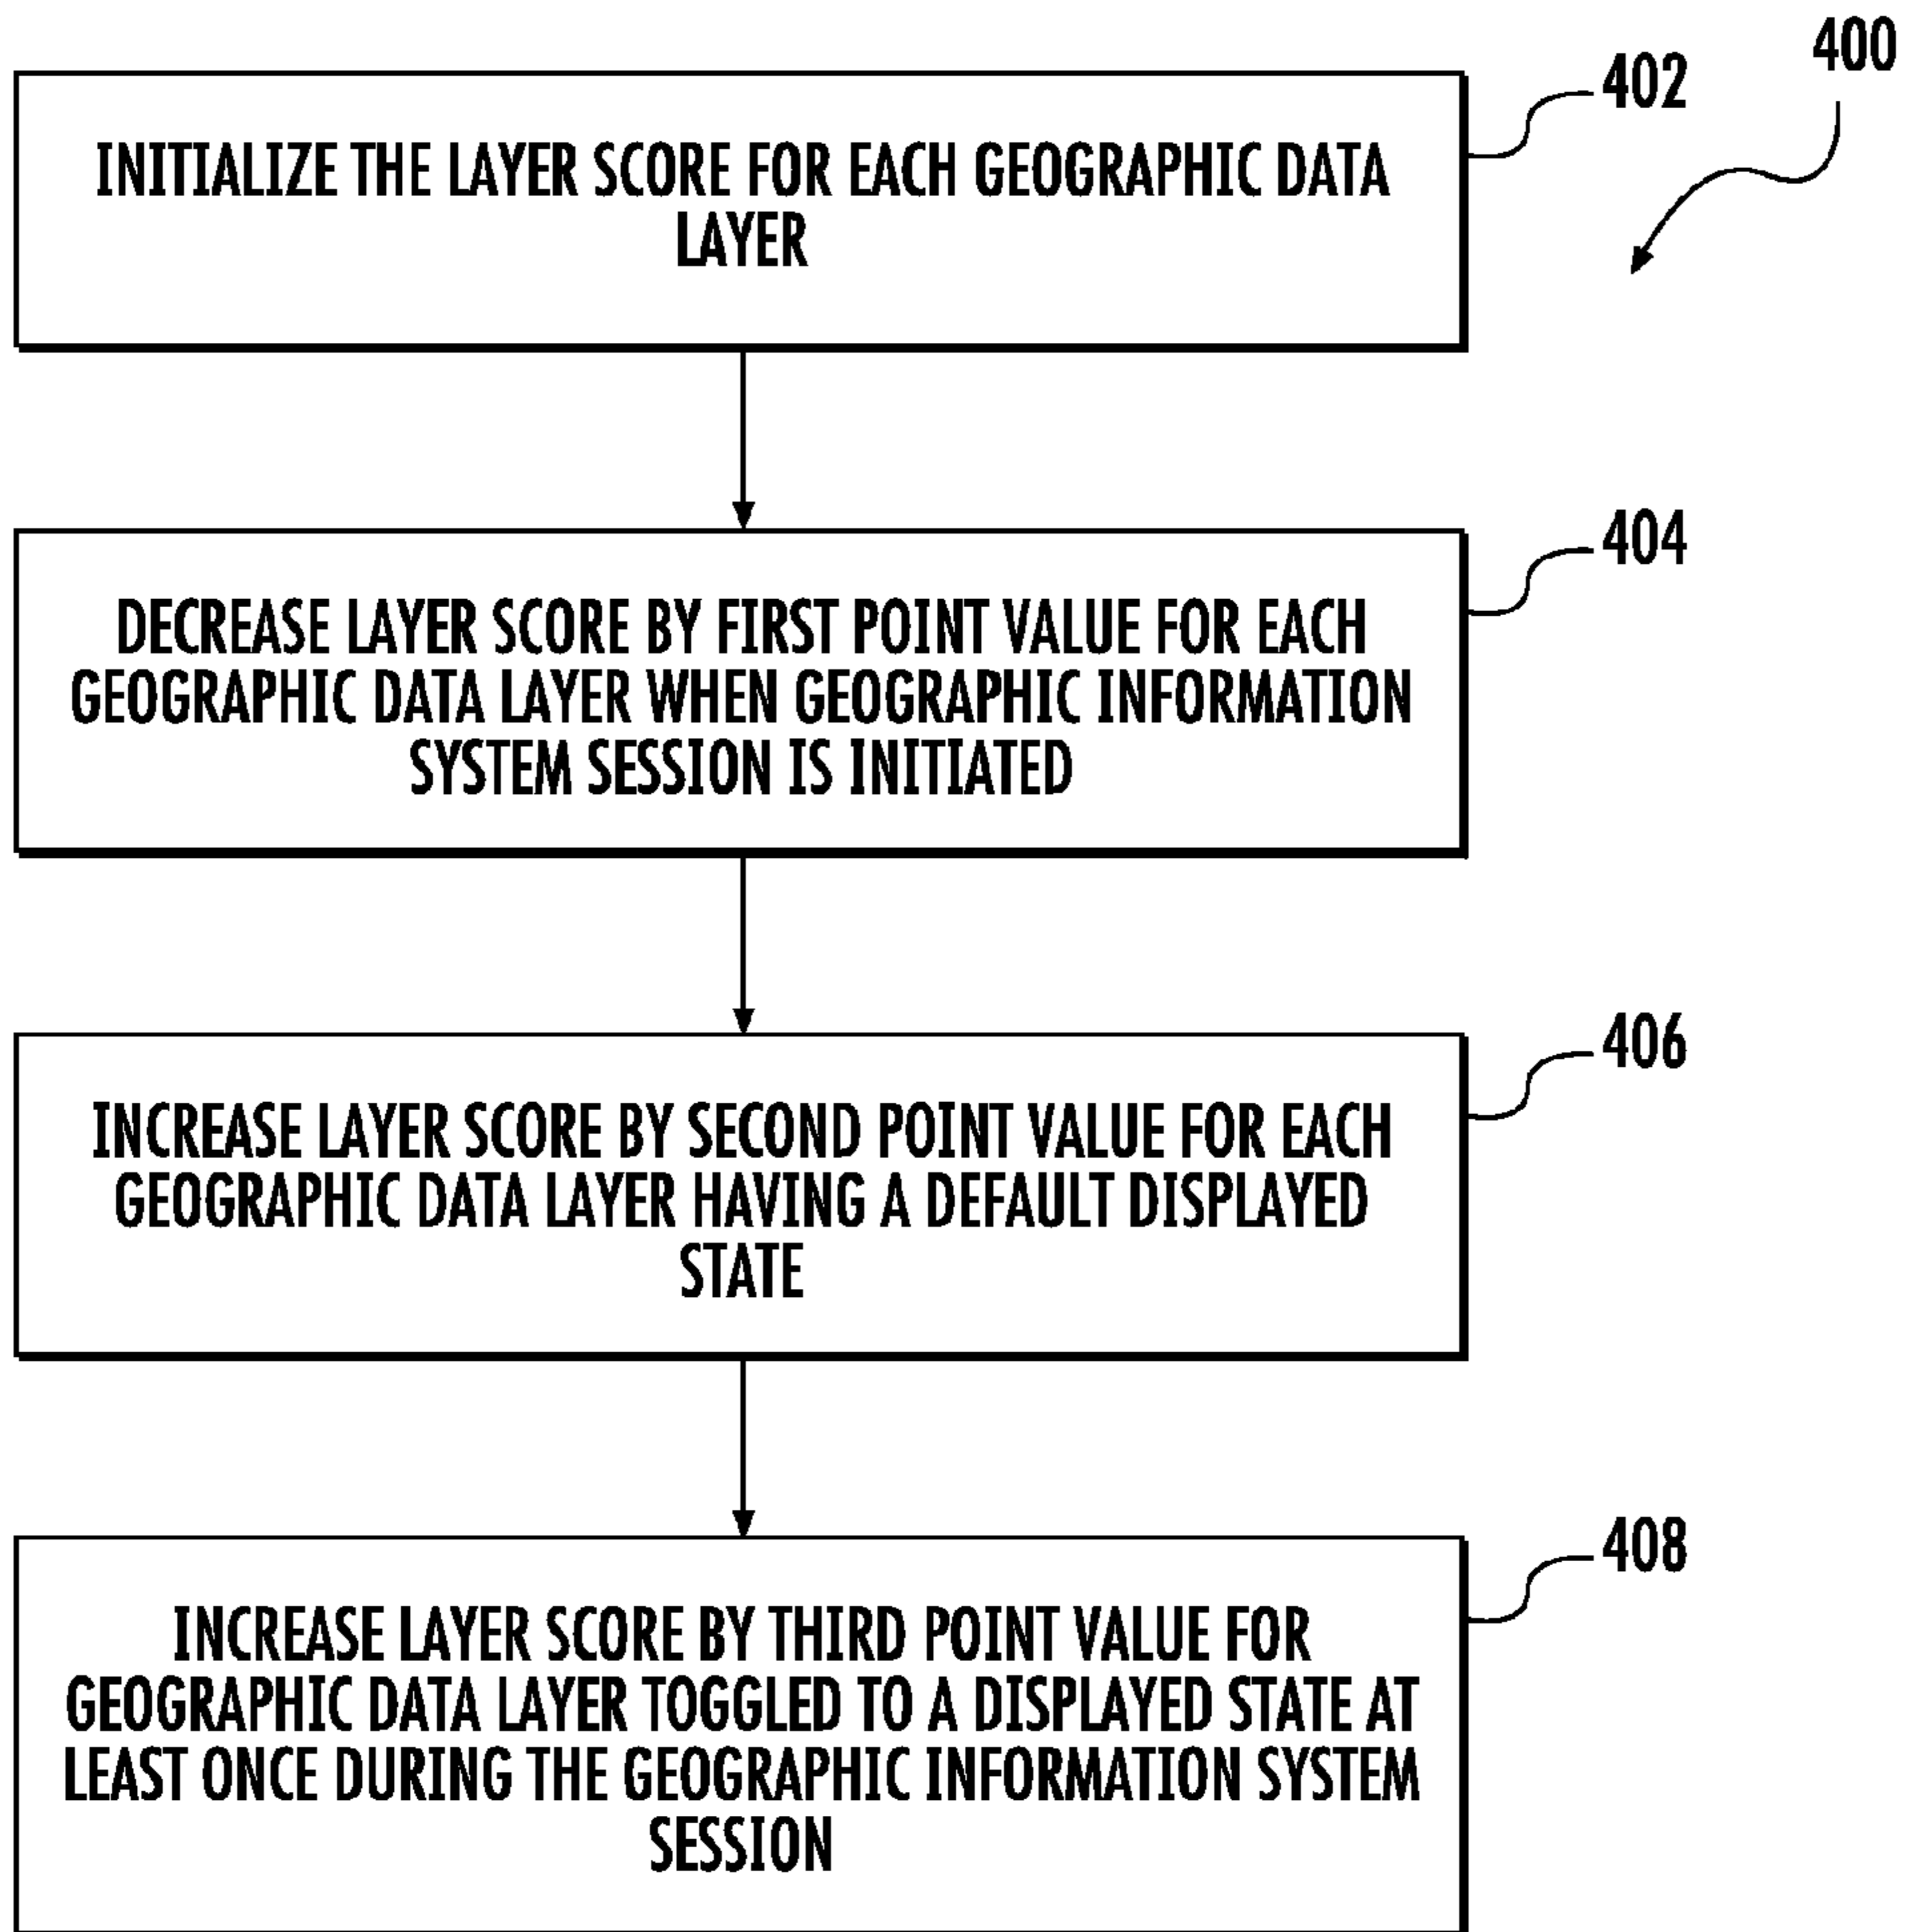 400
402
INITIALIZE THE LAYER SCORE FOR EACH GEOGRAPHIC DATA
LAYER
404
DECREASE LAYER SCORE BY FIRST POINT VALUE FOR EACH
GEOGRAPHIC DATA LAYER WHEN GEOGRAPHIC INFORMATION
SYSTEM SESSION IS INITIATED
406
INCREASE LAYER SCORE BY SECOND POINT VALUE FOR EACH
GEOGRAPHIC DATA LAYER HAVING A DEFAULT DISPLAYED
STATE
408
INCREASE LAYER SCORE BY THIRD POINT VALUE FOR
GEOGRAPHIC DATA LAYER TOGGLED TO A DISPLAYED STATE AT
LEAST ONCE DURING THE GEOGRAPHIC INFORMATION SYSTEM
SESSION